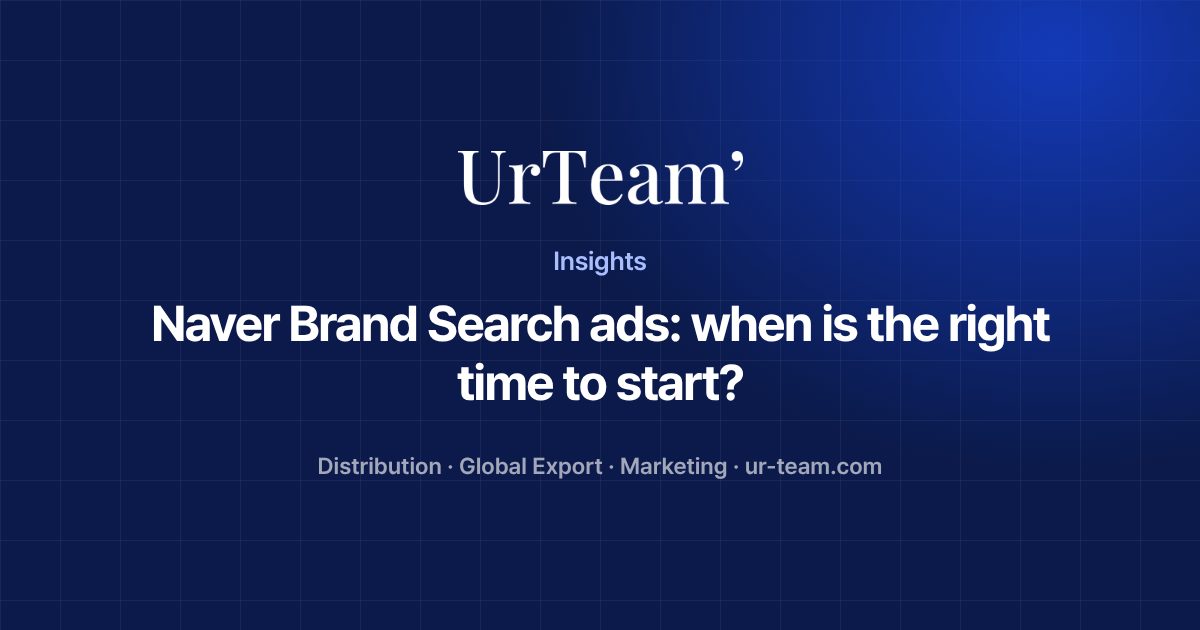 UrTeam’
Insights
Naver Brand Search ads: when is the right
time to start?
Distribution · Global Export · Marketing · ur-team.com